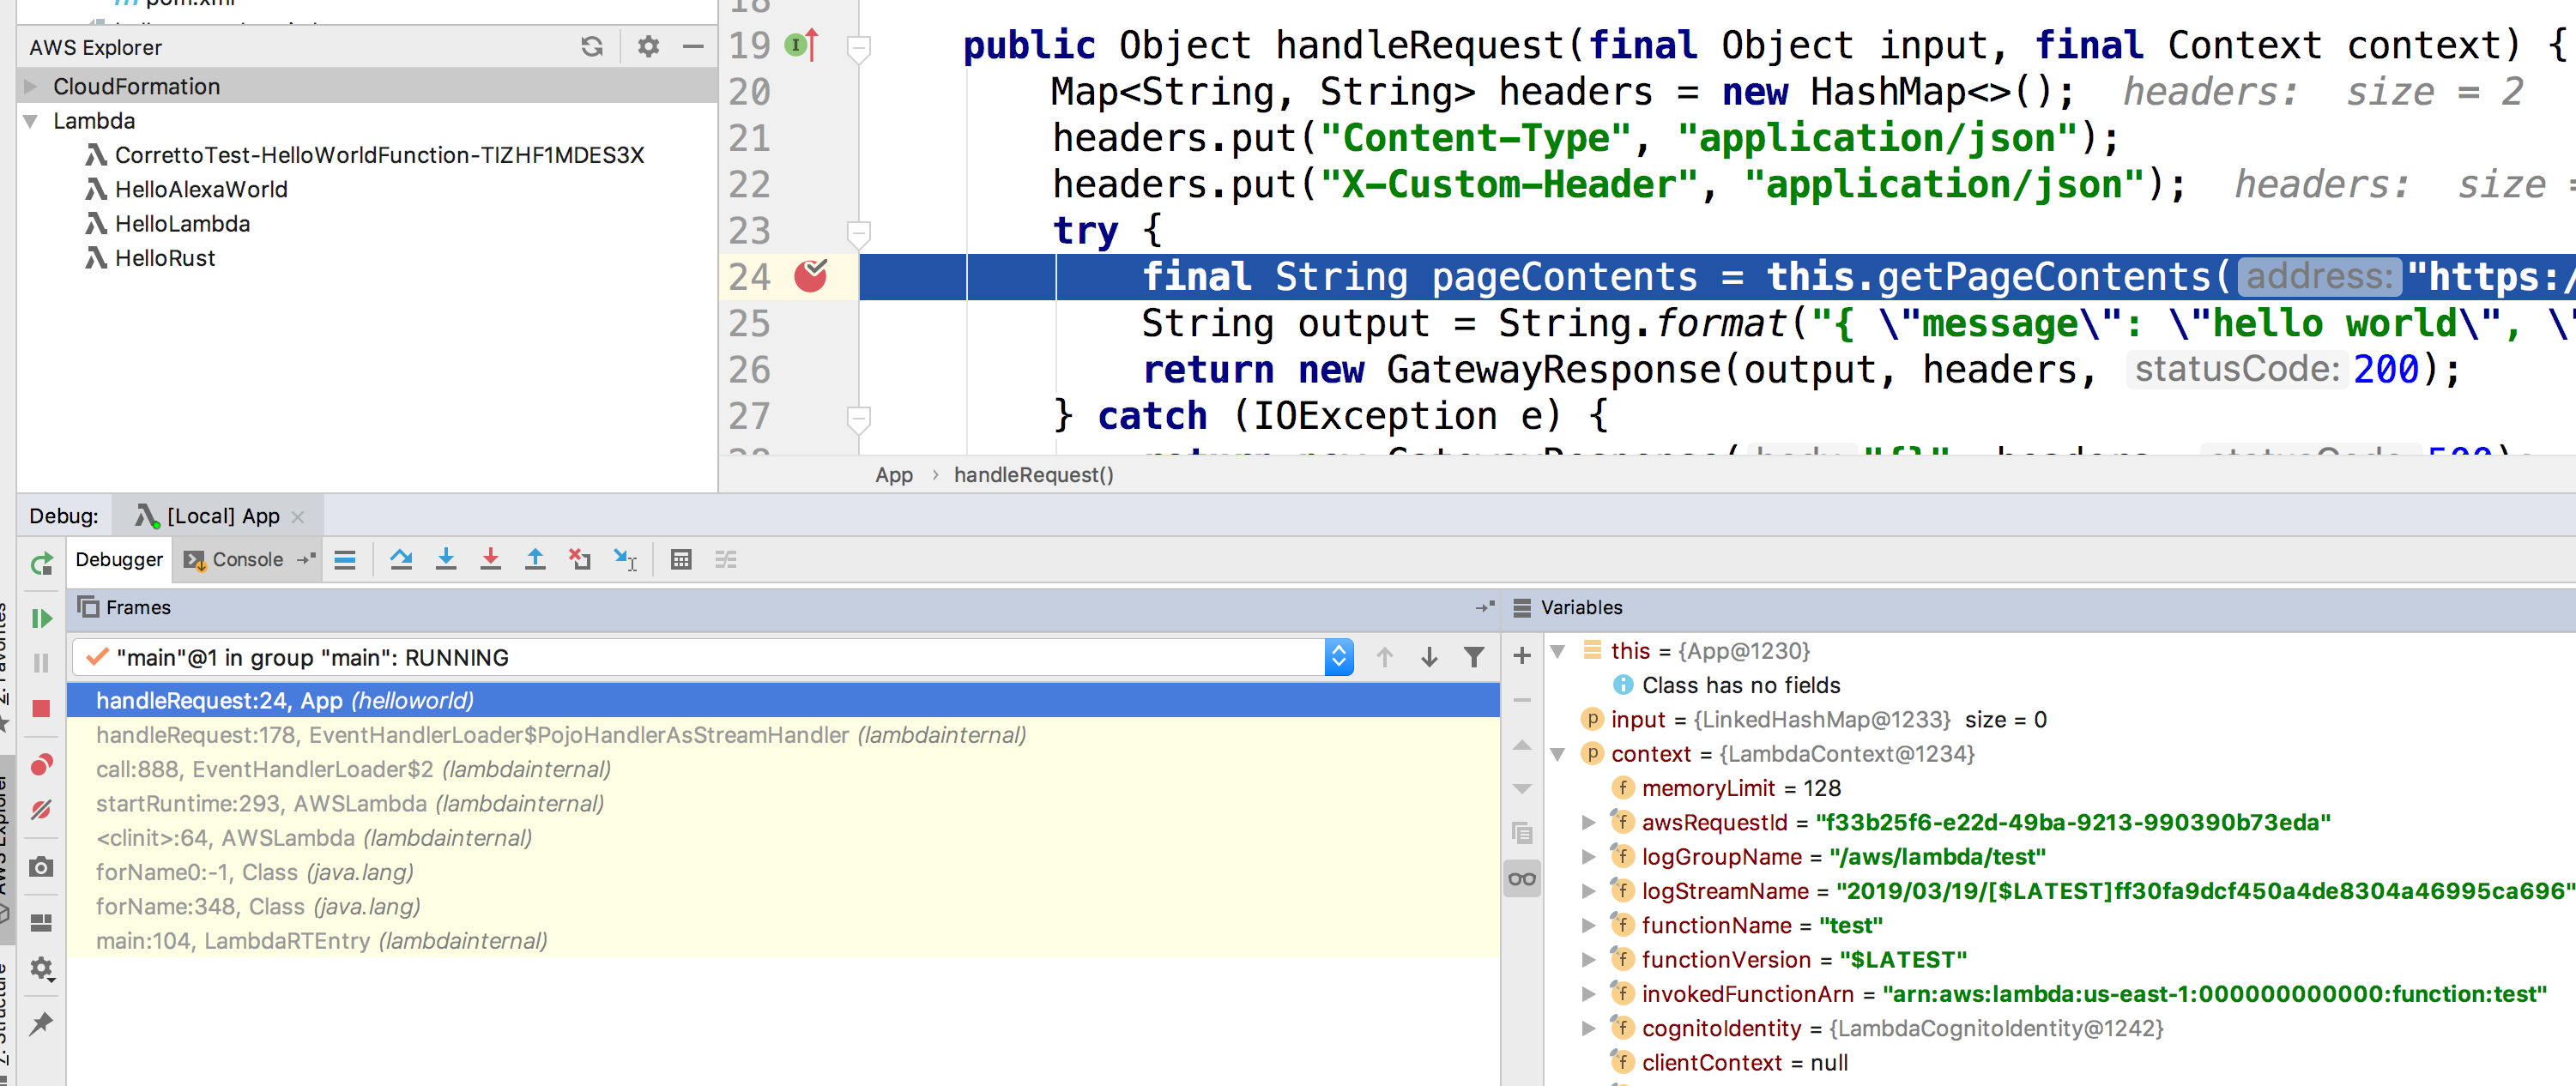 pom.xml
AWS Explorer
CloudFormation
Lambda
CorrettoTest-HelloWorldFunction-TIZHF1MDES3X
HelloAlexaWorld
HelloLambda
HelloRust
18
19 public Object handleRequest(final Object input, final Context context) {
20 Map<String, String> headers = new HashMap<>(); headers: size = 2
21 headers.put("Content-Type", "application/json");
22 headers.put("X-Custom-Header", "application/json"); headers: size =
23 try {
24 final String pageContents = this.getPageContents( address: "https:/
25 String output = String.format("{ \"message\": \"hello world\", \"
26 return new GatewayResponse(output, headers, statusCode: 200);
27 } catch (IOException e) {
28 return new GatewayResponse( body: "{}", headers, statusCode: 500);
App › handleRequest()
Debug: [Local] App
Debugger Console
Frames
"main"@1 in group "main": RUNNING
handleRequest:24, App (helloworld)
handleRequest:178, EventHandlerLoader$PojoHandlerAsStreamHandler (lambdainternal)
call:888, EventHandlerLoader$2 (lambdainternal)
startRuntime:293, AWSLambda (lambdainternal)
<clinit>:64, AWSLambda (lambdainternal)
forName0:-1, Class (java.lang)
forName:348, Class (java.lang)
main:104, LambdaRTEntry (lambdainternal)
Variables
this = {App@1230}
Class has no fields
input = {LinkedHashMap@1233} size = 0
context = {LambdaContext@1234}
memoryLimit = 128
awsRequestId = "f33b25f6-e22d-49ba-9213-990390b73eda"
logGroupName = "/aws/lambda/test"
logStreamName = "2019/03/19/[$LATEST]ff30fa9dcf450a4de8304a46995ca696"
functionName = "test"
functionVersion = "$LATEST"
invokedFunctionArn = "arn:aws:lambda:us-east-1:000000000000:function:test"
cognitoIdentity = {LambdaCognitoIdentity@1242}
clientContext = null
2: Favorites
AWS Explorer
7: Structure